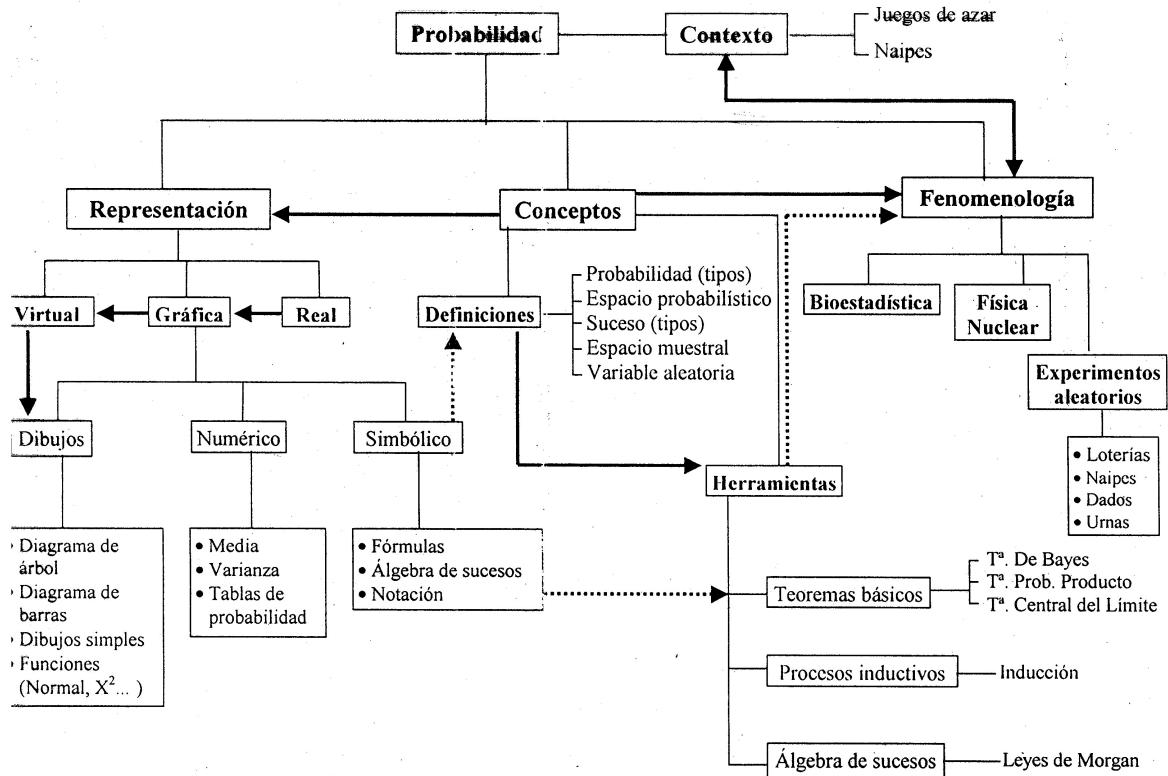 Probabilidad
Contexto
Juegos de azar
Naipes
Representación
Conceptos
Fenomenología
Virtual
Gráfica
Real
Definiciones
Probabilidad (tipos)
Espacio probabilístico
Suceso (tipos)
Espacio muestral
Variable aleatoria
Bioestadística
Física
Nuclear
Experimentos
aleatorios
• Loterías
• Naipes
• Dados
• Urnas
Dibujos
Numérico
Simbólico
Herramientas
• Diagrama de
árbol
• Diagrama de
barras
• Dibujos simples
• Funciones
(Normal, X²... )
• Media
• Varianza
• Tablas de
probabilidad
• Fórmulas
• Álgebra de sucesos
• Notación
Teoremas básicos
Tª. De Bayes
Tª. Prob. Producto
Tª. Central del Límite
Procesos inductivos
Inducción
Álgebra de sucesos
Leyes de Morgan